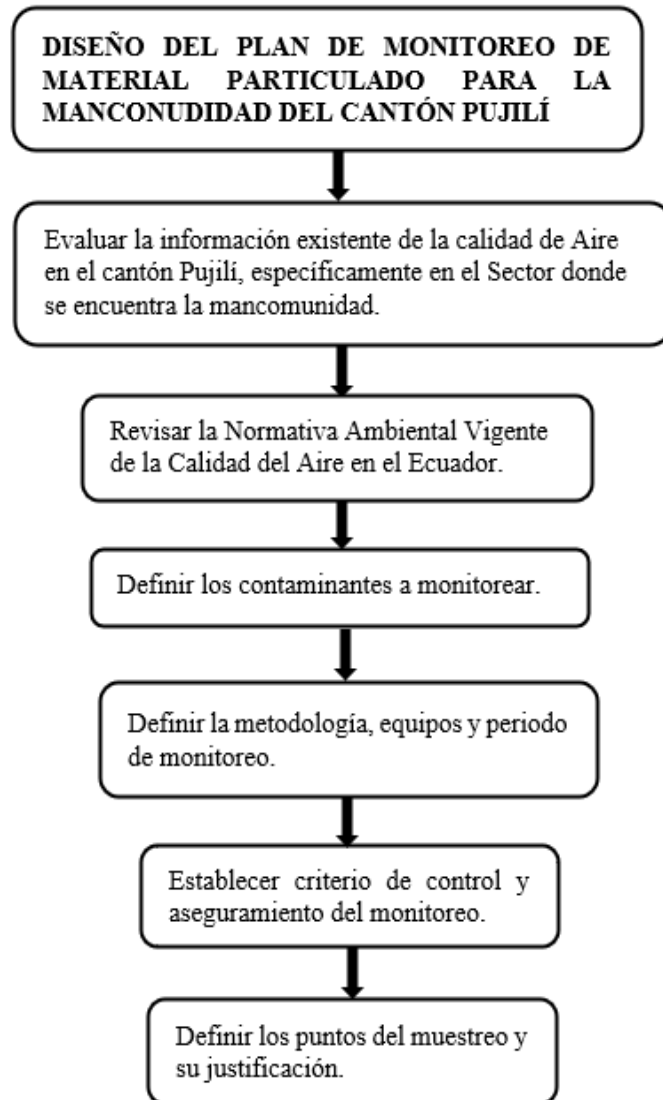 DISEÑO DEL PLAN DE MONITOREO DE
MATERIAL PARTICULADO PARA LA
MANCONUDIDAD DEL CANTÓN PUJILÍ
Evaluar la información existente de la calidad de Aire
en el cantón Pujilí, específicamente en el Sector donde
se encuentra la mancomunidad.
Revisar la Normativa Ambiental Vigente
de la Calidad del Aire en el Ecuador.
Definir los contaminantes a monitorear.
Definir la metodología, equipos y periodo
de monitoreo.
Establecer criterio de control y
aseguramiento del monitoreo.
Definir los puntos del muestreo y
su justificación.